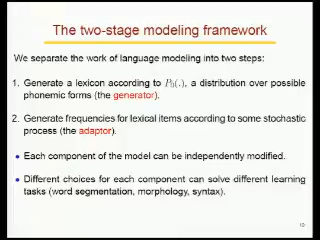 The two-stage modeling framework
We separate the work of language modeling into two steps:
1. Generate a lexicon according to P₀(.), a distribution over possible
phonemic forms (the generator).
2. Generate frequencies for lexical items according to some stochastic
process (the adaptor).
• Each component of the model can be independently modified.
• Different choices for each component can solve different learning
tasks (word segmentation, morphology, syntax).